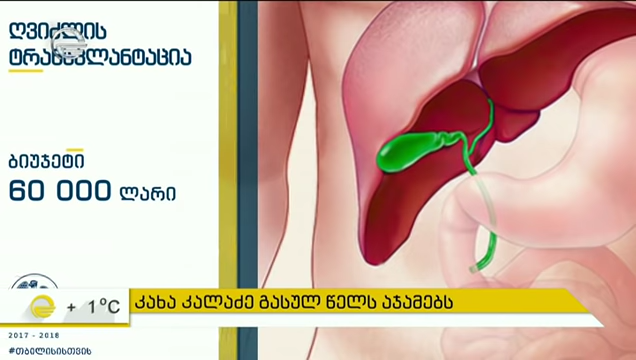 ღვიძლის
ტრანსპლანტაცია
ბიუჯეტი
60 000 ლარი
+ 1°C
კახა კალაძე გასულ წელს აჯამებს
2017 - 2018
#თბილისისთვის